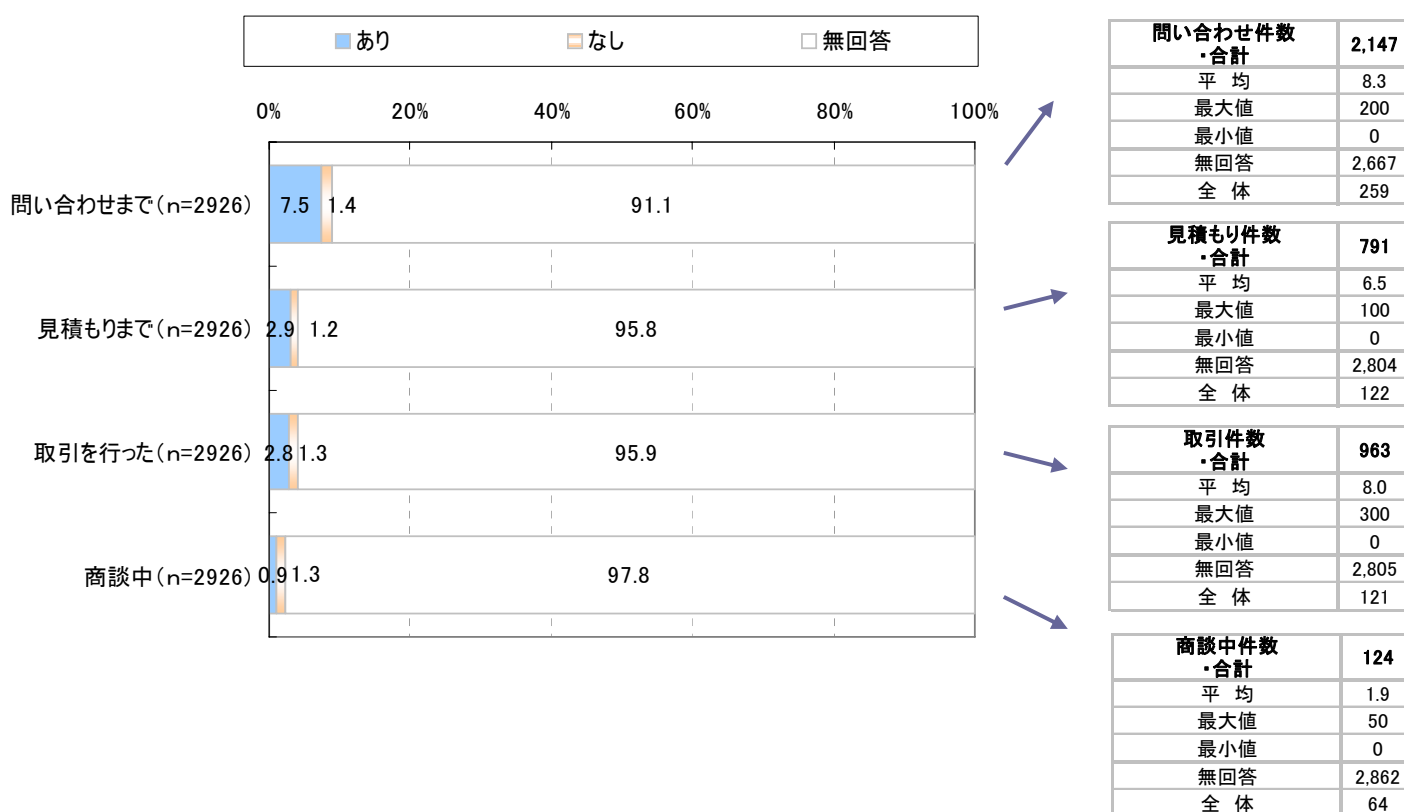 あり なし 無回答
0% 20% 40% 60% 80% 100%
問い合わせまで(n=2926) 7.5 1.4 91.1
見積もりまで(n=2926) 2.9 1.2 95.8
取引を行った(n=2926) 2.8 1.3 95.9
商談中(n=2926) 0.9 1.3 97.8
問い合わせ件数
・合計 2,147
平 均 8.3
最大値 200
最小値 0
無回答 2,667
全 体 259
見積もり件数
・合計 791
平 均 6.5
最大値 100
最小値 0
無回答 2,804
全 体 122
取引件数
・合計 963
平 均 8.0
最大値 300
最小値 0
無回答 2,805
全 体 121
商談中件数
・合計 124
平 均 1.9
最大値 50
最小値 0
無回答 2,862
全 体 64